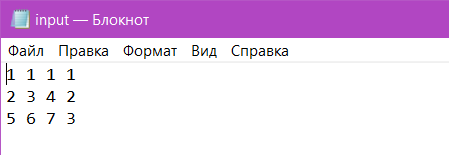 input — Блокнот
Файл Правка Формат Вид Справка
1 1 1 1
2 3 4 2
5 6 7 3